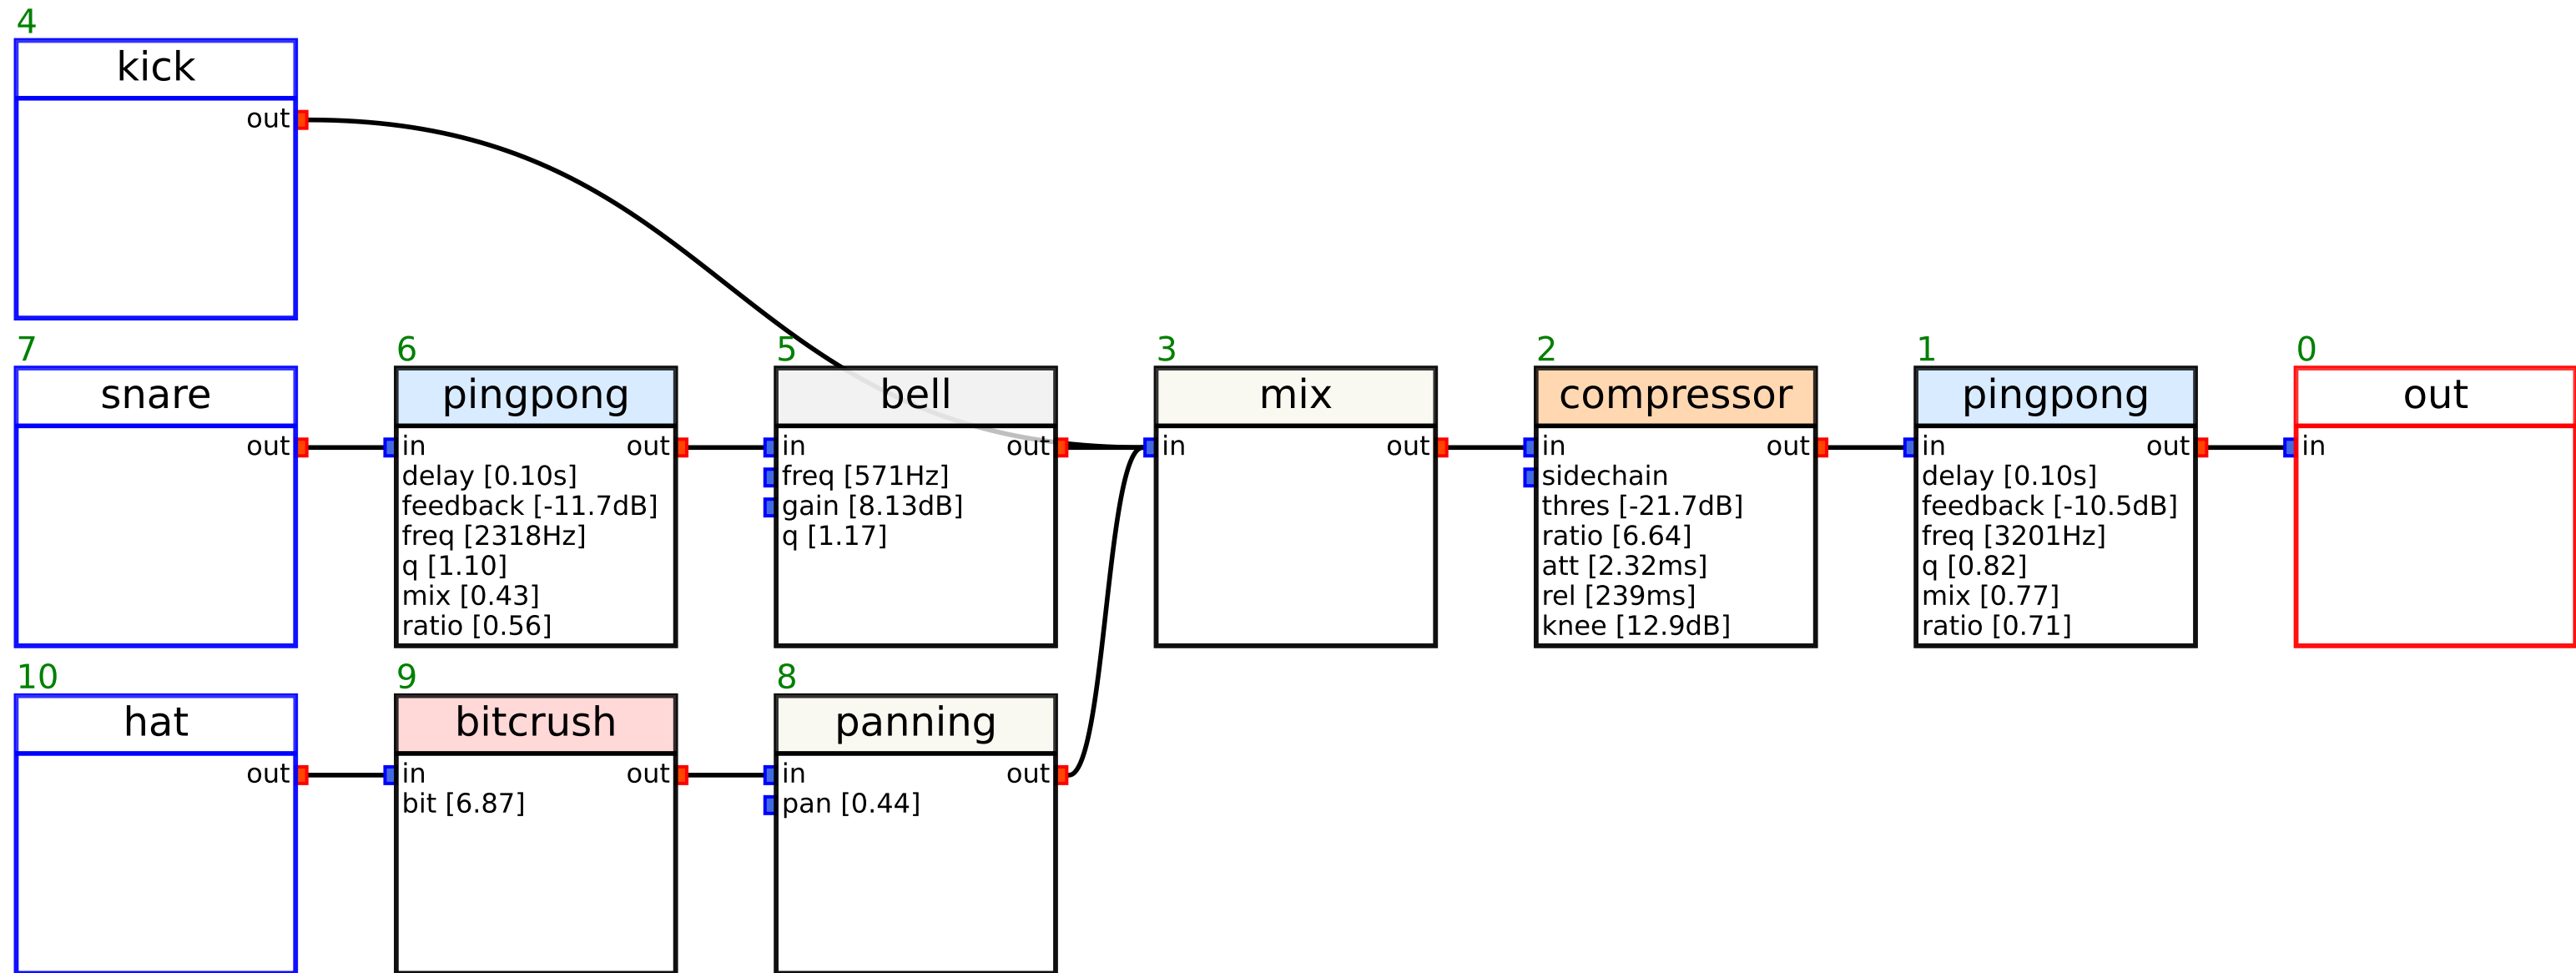 4
kick
out
7
snare
out
6
pingpong
in out
delay [0.10s]
feedback [-11.7dB]
freq [2318Hz]
q [1.10]
mix [0.43]
ratio [0.56]
5
bell
in out
freq [571Hz]
gain [8.13dB]
q [1.17]
3
mix
in out
2
compressor
in out
sidechain
thres [-21.7dB]
ratio [6.64]
att [2.32ms]
rel [239ms]
knee [12.9dB]
1
pingpong
in out
delay [0.10s]
feedback [-10.5dB]
freq [3201Hz]
q [0.82]
mix [0.77]
ratio [0.71]
0
out
in
10
hat
out
9
bitcrush
in out
bit [6.87]
8
panning
in out
pan [0.44]